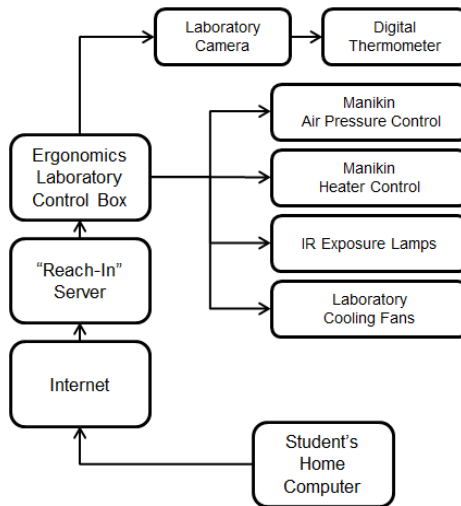 Laboratory
Camera
Digital
Thermometer
Manikin
Air Pressure Control
Ergonomics
Laboratory
Control Box
Manikin
Heater Control
IR Exposure Lamps
“Reach-In”
Server
Laboratory
Cooling Fans
Internet
Student’s
Home
Computer